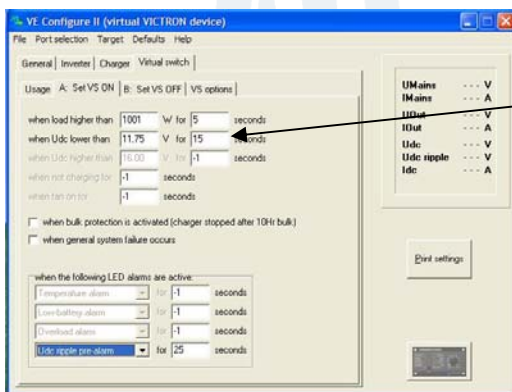 VE Configure II (virtual VICTRON device)
File Port selection Target Defaults Help
General Inverter Charger Virtual switch
Usage A: Set VS ON B: Set VS OFF VS options
when load higher than 1001 W for 5 seconds
when Udc lower than 11.75 V for 15 seconds
when Udc higher than 16.00 V for -1 seconds
when not charging for -1 seconds
when fan on for -1 seconds
when bulk protection is activated (charger stopped after 10Hr bulk)
when general system failure occurs
when the following LED alarms are active:
Temperature alarm for -1 seconds
Low-battery alarm for -1 seconds
Overload alarm for -1 seconds
Udc ripple pre-alarm for 25 seconds
UMains --- V
IMains --- A
UOut --- V
IOut --- A
Udc --- V
Udc ripple --- V
Idc --- A
Print settings